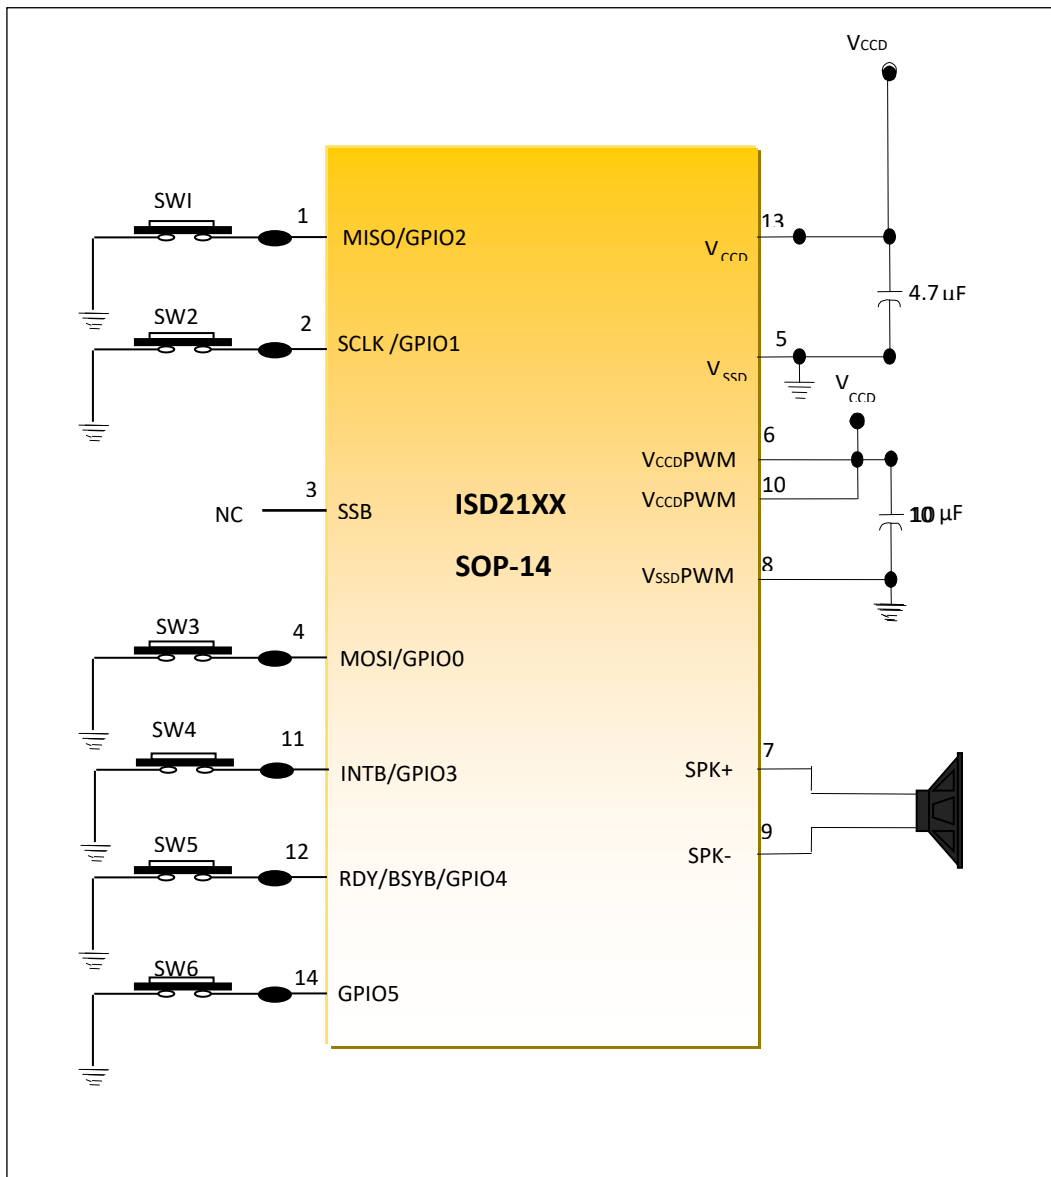 VCCD
SW1
1
MISO/GPIO2
13
VCCD
4.7 uF
SW2
2
SCLK /GPIO1
5
VSSD
VCCD
6
VCCDPWM
10
VCCDPWM
3
NC
SSB
ISD21XX
10 µF
SOP-14
8
VSSDPWM
SW3
4
MOSI/GPIO0
SW4
11
INTB/GPIO3
7
SPK+
SW5
12
RDY/BSYB/GPIO4
9
SPK-
SW6
14
GPIO5